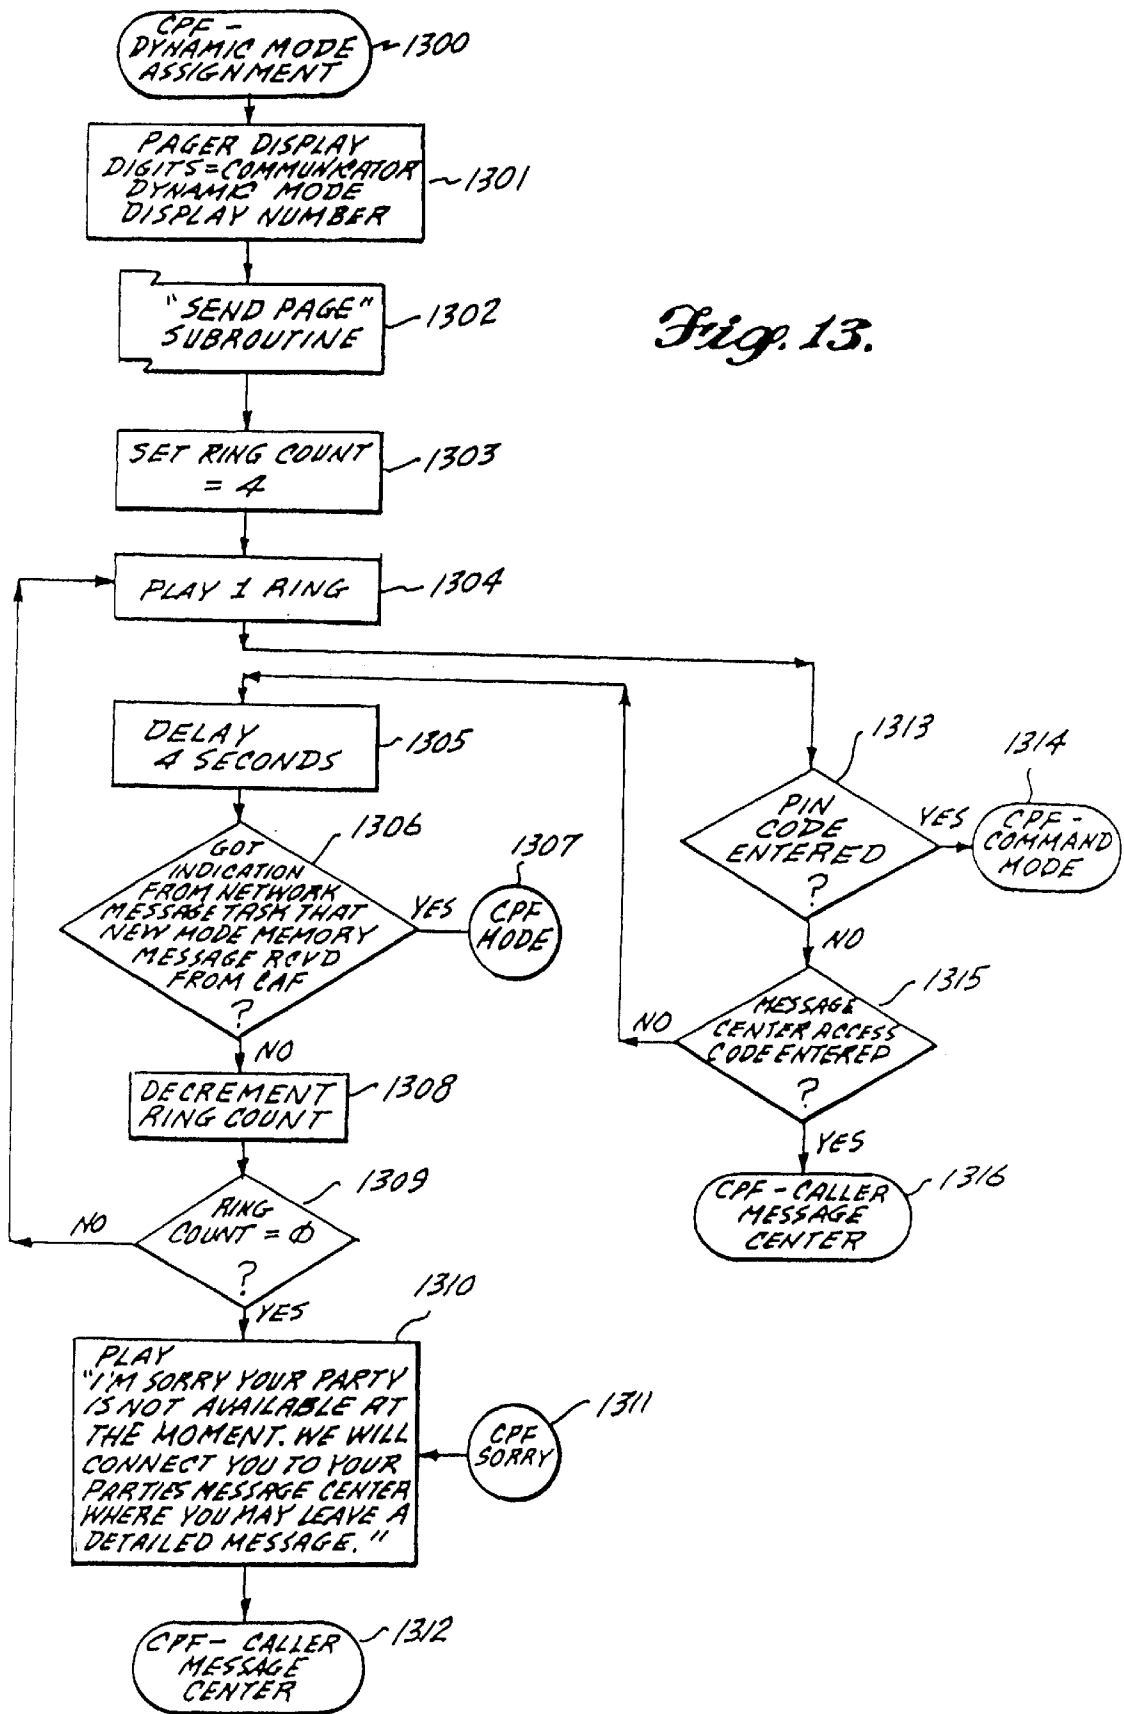 CPF -
DYNAMIC MODE
ASSIGNMENT
1300
PAGER DISPLAY
DIGITS=COMMUNICATOR
DYNAMIC MODE
DISPLAY NUMBER
1301
"SEND PAGE"
SUBROUTINE
1302
Fig. 13.
SET RING COUNT
= 4
1303
PLAY 1 RING
1304
DELAY
4 SECONDS
1305
1313
PIN
CODE
ENTERED
?
YES
NO
1314
CPF -
COMMAND
MODE
1306
GOT
INDICATION
FROM NETWORK
MESSAGE TASK THAT
NEW MODE MEMORY
MESSAGE RCVD
FROM CAF
?
YES
NO
1307
CPF
MODE
1315
MESSAGE
CENTER ACCESS
CODE ENTERED
?
NO
YES
DECREMENT
RING COUNT
1308
1309
RING
COUNT = Ø
?
NO
YES
CPF - CALLER
MESSAGE
CENTER
1316
1310
PLAY
"I'M SORRY YOUR PARTY
IS NOT AVAILABLE AT
THE MOMENT. WE WILL
CONNECT YOU TO YOUR
PARTIES MESSAGE CENTER
WHERE YOU MAY LEAVE A
DETAILED MESSAGE."
1311
CPF
SORRY
CPF - CALLER
MESSAGE
CENTER
1312